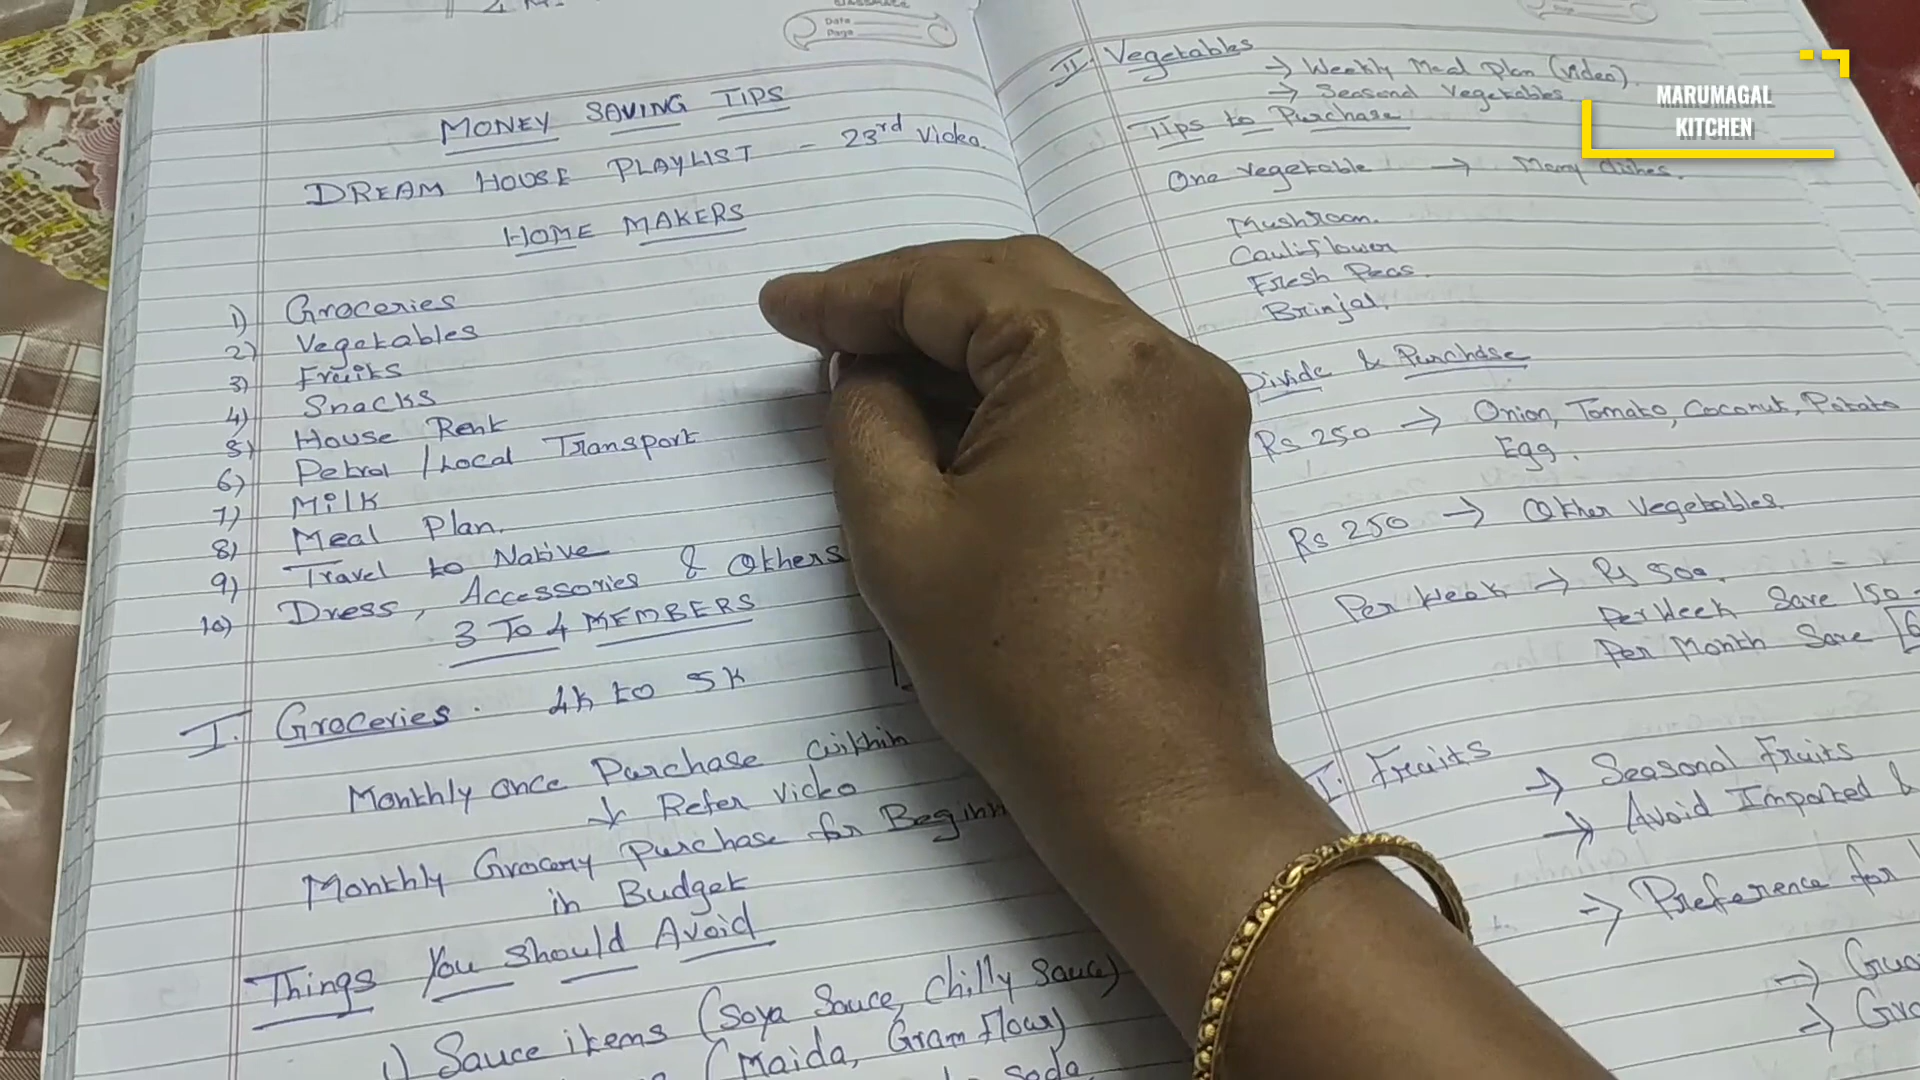 Date
Page
MONEY SAVING TIPS
DREAM HOUSE PLAYLIST - 23rd Video.
HOME MAKERS
1) Groceries
2) Vegetables
3) Fruits
4) Snacks
5) House Rent
6) Petrol / Local Transport
7) Milk
8) Meal Plan.
9) Travel to Native
10) Dress, Accessories & Others
3 TO 4 MEMBERS
I. Groceries. 4k to 5k
Monthly once Purchase within
Refer Video
Monthly Grocery Purchase for Beginn
in Budget
Things You Should Avoid
1) Sauce items (Soya Sauce, Chilly Sauce)
(Maida, Gram Flour)
Soda
II. Vegetables
→ Weekly Meal Plan (Video).
→ Seasonal Vegetables
Tips to Purchase
One Vegetable → Many dishes.
Mushroom.
Cauliflower
Fresh Peas.
Brinjal.
Divide & Purchase
Rs 250 → Onion, Tomato, Coconut, Potato
Egg.
Rs 250 → Other Vegetables.
Per Week → Rs 500.
Per Week Save 150
Per Month Save 6
I. Fruits
→ Seasonal Fruits
→ Avoid Imported &
→ Preference for
MARUMAGAL
KITCHEN